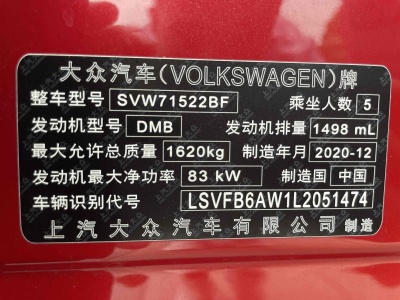 大众汽车(VOLKSWAGEN)牌
整车型号 SVW71522BF 乘坐人数 5
发动机型号 DMB 发动机排量 1498 mL
最大允许总质量 1620kg 制造年月 2020-12
发动机最大净功率 83 kW 制造国 中国
车辆识别代号 LSVFB6AW1L2051474
上汽大众汽车有限公司 制造